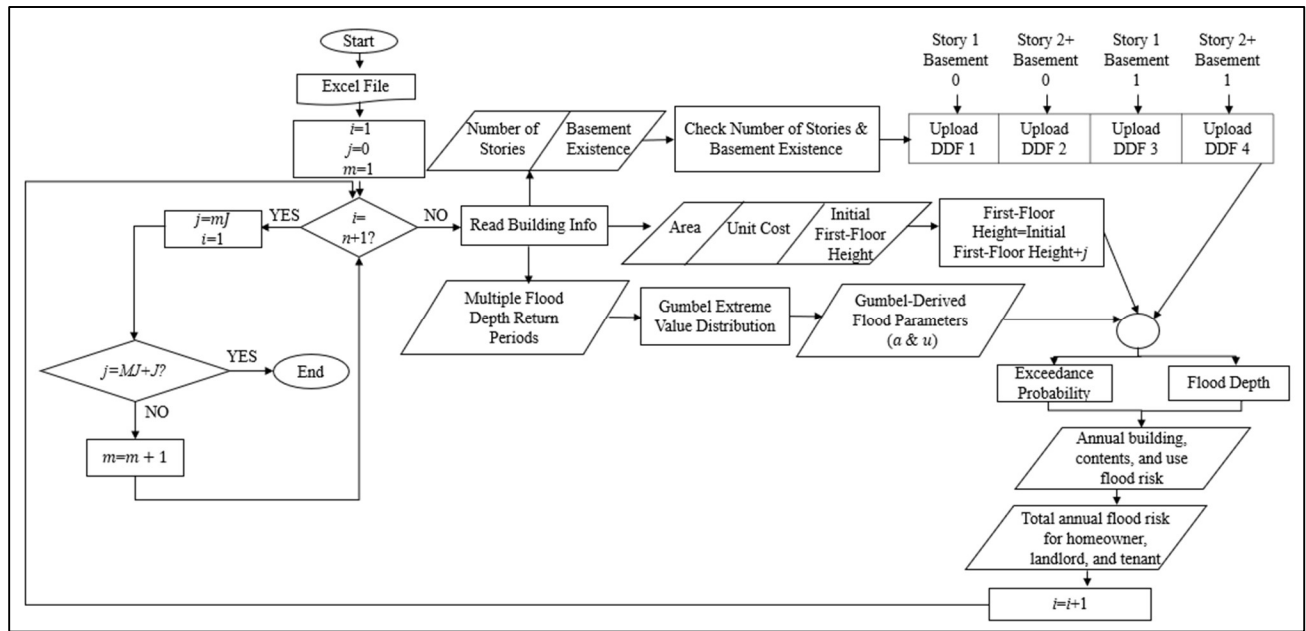 Start
Excel File
i=1
j=0
m=1
i=
n+1?
YES
NO
j=mJ
i=1
j=MJ+J?
YES
End
NO
m=m + 1
Read Building Info
Number of
Stories
Basement
Existence
Check Number of Stories &
Basement Existence
Story 1
Basement
0
Story 2+
Basement
0
Story 1
Basement
1
Story 2+
Basement
1
Upload
DDF 1
Upload
DDF 2
Upload
DDF 3
Upload
DDF 4
Area
Unit Cost
Initial
First-Floor
Height
First-Floor
Height=Initial
First-Floor Height+j
Multiple Flood
Depth Return
Periods
Gumbel Extreme
Value Distribution
Gumbel-Derived
Flood Parameters
(a & u)
Exceedance
Probability
Flood Depth
Annual building,
contents, and use
flood risk
Total annual flood risk
for homeowner,
landlord, and tenant
i=i+1